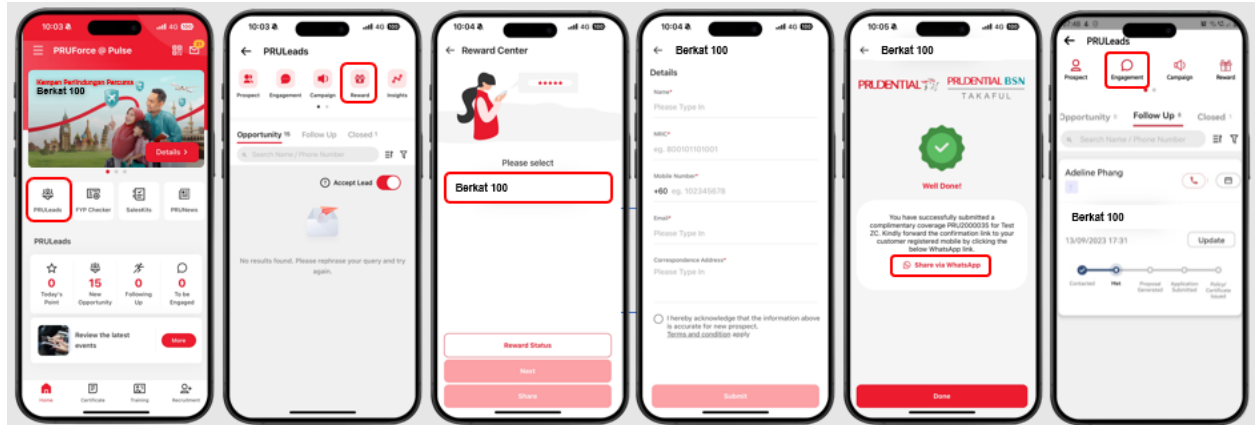 10:03
4G 100
PRUForce @ Pulse
Kempen Perlindungan Percuma
Berkat 100
Details >
PRULeads
FYP Checker
SalesKits
PRUNews
PRULeads
0
15
0
0
Today's Point
New Opportunity
Following Up
To be Engaged
Review the latest events
More
Home
Certificate
Training
Recruitment
10:03
4G 100
← PRULeads
Prospect
Engagement
Campaign
Reward
Insights
Opportunity 15
Follow Up
Closed 1
Search Name / Phone Number
Accept Lead
No results found. Please rephrase your query and try
again.
10:04
4G 100
← Reward Center
Please select
Berkat 100
Reward Status
Next
Share
10:04
4G 100
← Berkat 100
Details
Name*
Please Type In
NRIC*
eg. 800101101001
Mobile Number*
+60 eg. 102345678
Email*
Please Type In
Correspondence Address*
Please Type In
I hereby acknowledge that the information above
is accurate for new prospect.
Terms and condition apply
Submit
10:05
4G 100
← Berkat 100
PRUDENTIAL
PRUDENTIAL BSN
TAKAFUL
Well Done!
You have successfully submitted a
complimentary coverage PRU2000035 for Test
ZC. Kindly forward the confirmation link to your
customer registered mobile by clicking the
below WhatsApp link.
Share via WhatsApp
Done
← PRULeads
Prospect
Engagement
Campaign
Reward
Opportunity
Follow Up
Closed
Search Name / Phone Number
Adeline Phang
Berkat 100
13/09/2023 17:31
Update
Contacted
Met
Proposal Generated
Application Submitted
Policy/ Certificate Issued